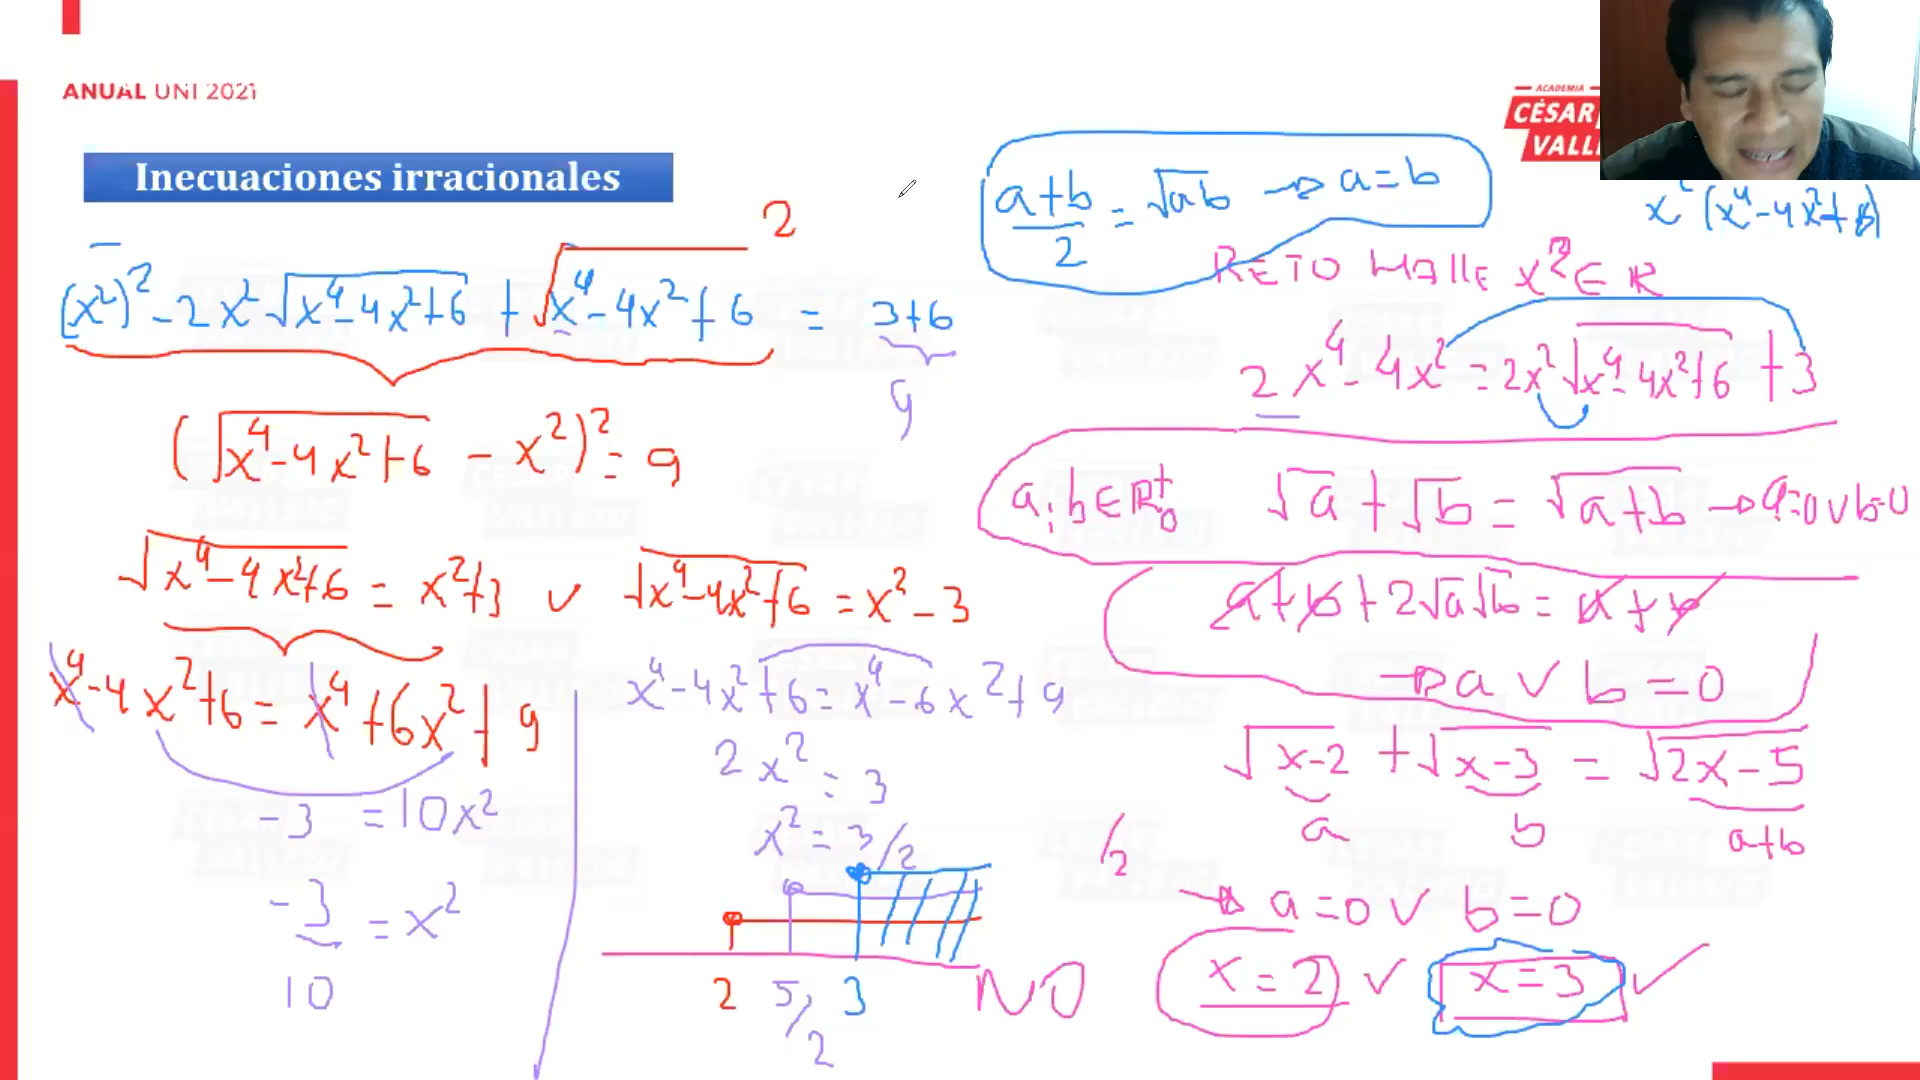 ANUAL UNI 2021
ACADEMIA
CÉSAR
VALLE
Inecuaciones irracionales
2
(x²)² - 2x² √(x⁴-4x²+6) + √(x⁴-4x²+6) = 3+6
9
(√(x⁴-4x²+6) - x²)² = 9
√(x⁴-4x²+6) = x²+3 ∨ √(x⁴-4x²+6) = x²-3
x⁴-4x²+6 = x⁴+6x²+9
-3 = 10x²
-3/10 = x²
x⁴-4x²+6 = x⁴-6x²+9
2x² = 3
x² = 3/2
2 5/2 3
NO
(a+b)/2 = √ab → a=b
x²(x⁴-4x²+6)
RETO HALLE x² ∈ R
2x⁴-4x² = 2x²√(x⁴-4x²+6) +3
a;b ∈ R₀⁺ √a + √b = √(a+b) → a=0 ∨ b=0
a+b+2√a√b = a+b
→ a ∨ b = 0
√(x-2) + √(x-3) = √(2x-5)
a b a+b
/2
→ a=0 ∨ b=0
x=2 ✓ x=3 ✓